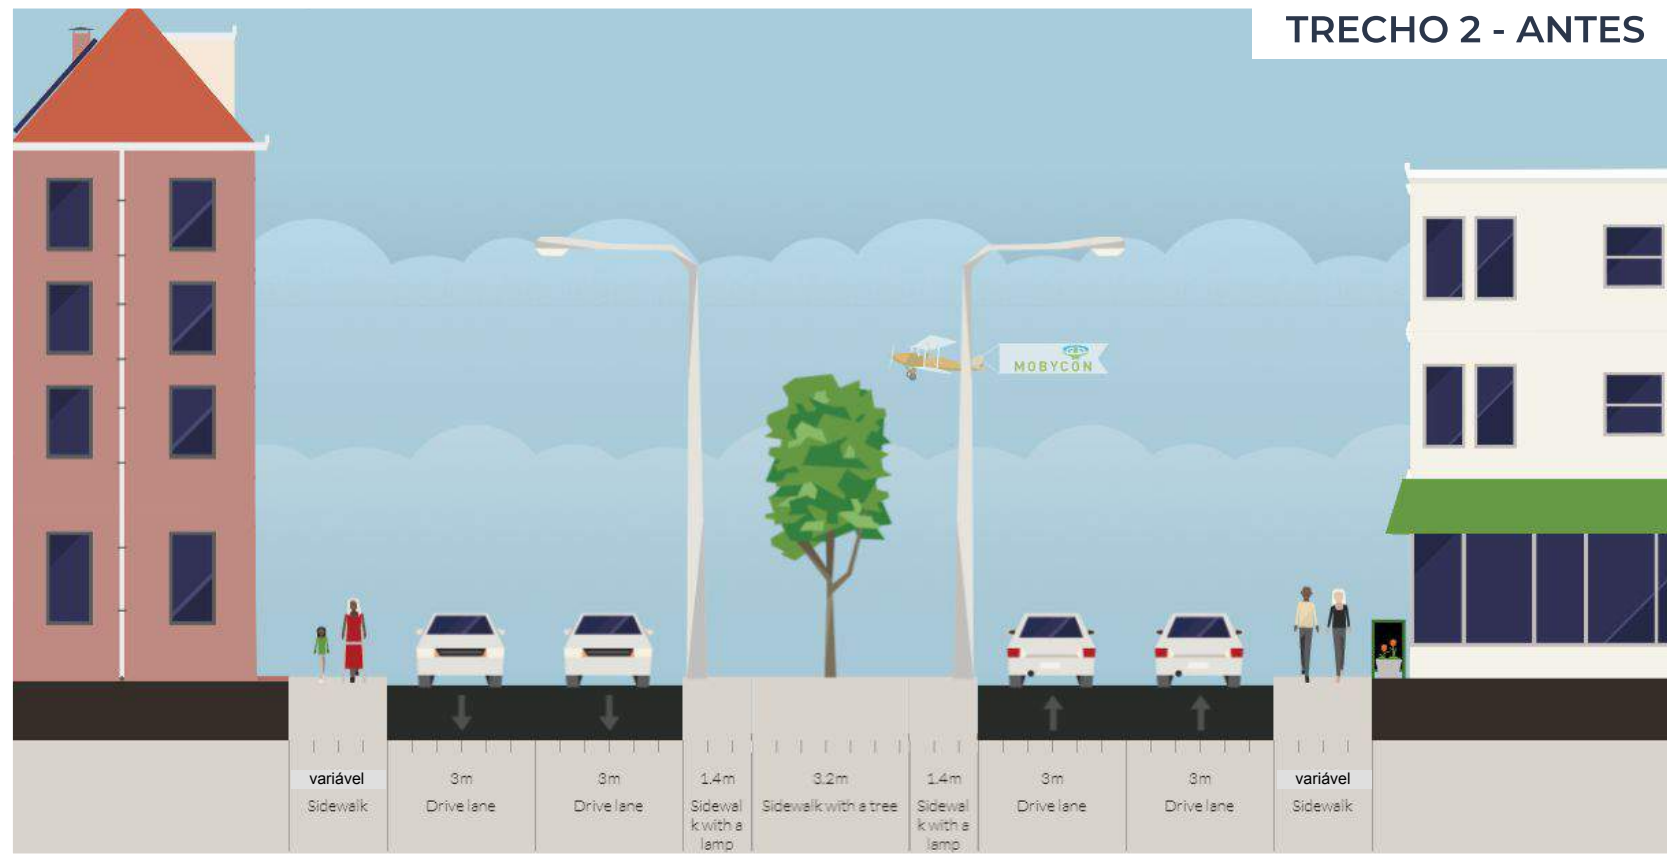 TRECHO 2 - ANTES
MOBYCON
variável
Sidewalk
3m
Drive lane
3m
Drive lane
1.4m
Sidewal
k with a
lamp
3.2m
Sidewalk with a tree
1.4m
Sidewal
k with a
lamp
3m
Drive lane
3m
Drive lane
variável
Sidewalk